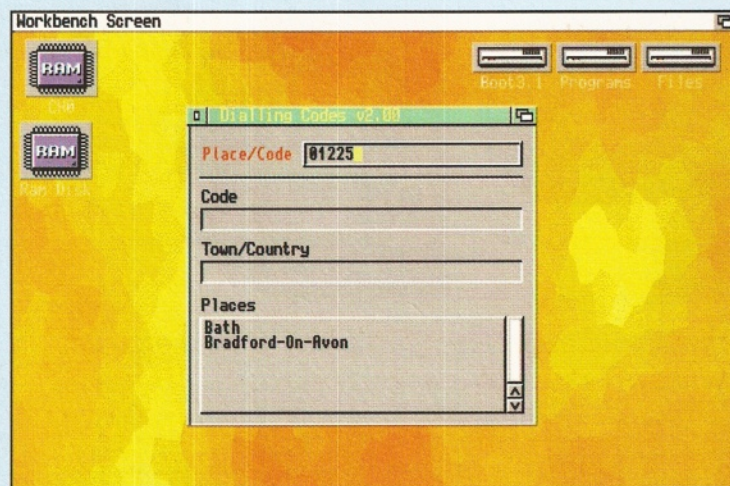 Workbench Screen
RAM
CH0
RAM
Ram Disk
Boot3.1 Programs Files
Dialling Codes v2.00
Place/Code 01225
Code
Town/Country
Places
Bath
Bradford-On-Avon